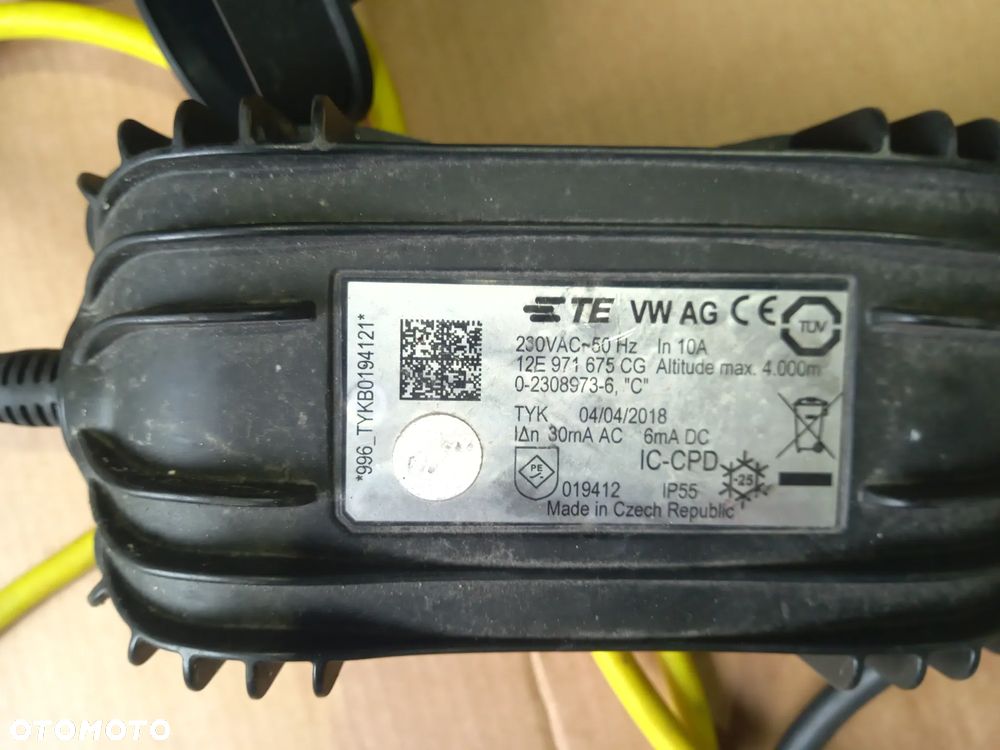 TE VW AG CE TÜV
230VAC~50 Hz In 10A
12E 971 675 CG Altitude max. 4.000m
0-2308973-6, "C"
TYK 04/04/2018
IΔn 30mA AC 6mA DC
IC-CPD
PE
-25
019412 IP55
Made in Czech Republic
*996_TYKB0194121*
OTOMOTO